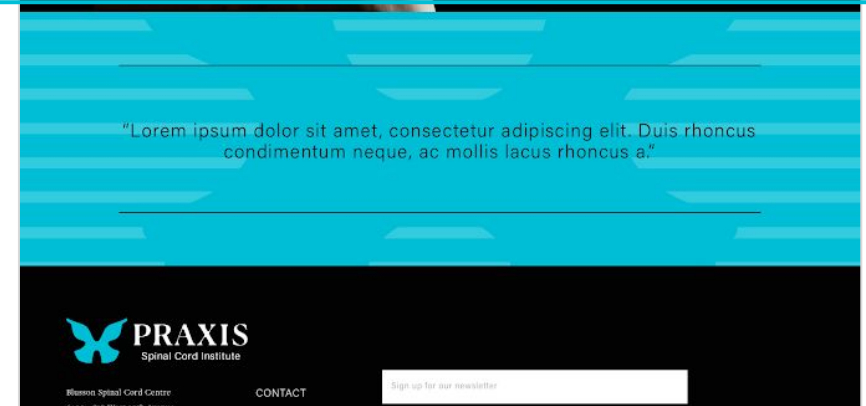 “Lorem ipsum dolor sit amet, consectetur adipiscing elit. Duis rhoncus
condimentum neque, ac mollis lacus rhoncus a.”
PRAXIS
Spinal Cord Institute
Blusson Spinal Cord Centre
CONTACT
Sign up for our newsletter